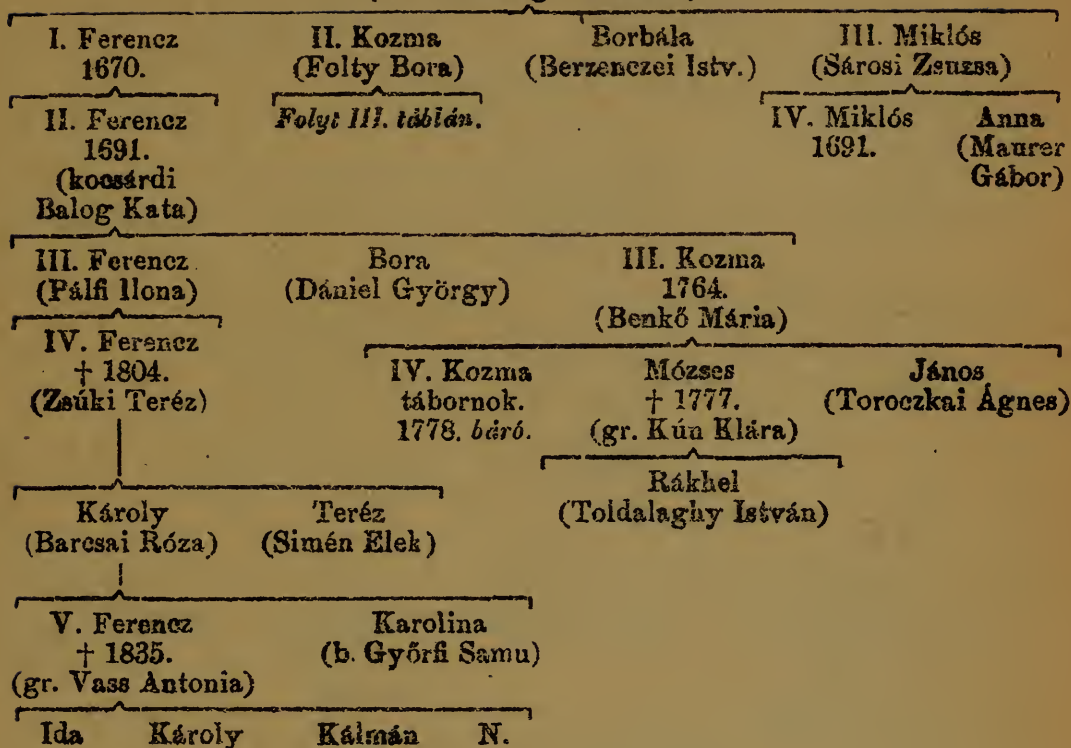 I. Ferencz II. Kozma Borbála III. Miklós
1670. (Folty Bora) (Berzenczei Istv.) (Sárosi Zsuzsa)
II. Ferencz Folyt III. táblán. IV. Miklós Anna
1691. 1691. (Maurer
(kocsárdi Gábor)
Balog Kata)
III. Ferencz Bora III. Kozma
(Pálfi Ilona) (Dániel György) 1764.
(Benkő Mária)
IV. Ferencz
† 1804. IV. Kozma Mózses János
(Zsúki Teréz) tábornok. † 1777. (Toroczkai Ágnes)
1778. báró. (gr. Kún Klára)
Rákhel
Károly Teréz (Toldalaghy István)
(Barcsai Róza) (Simén Elek)
V. Ferencz Karolina
† 1835. (b. Győrfi Samu)
(gr. Vass Antonia)
Ida Károly Kálmán N.